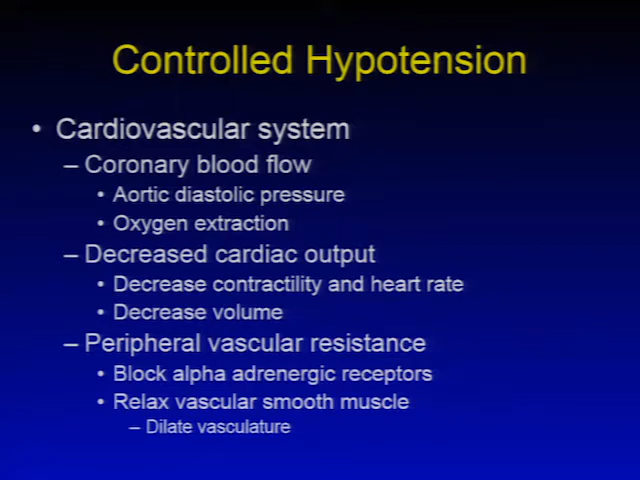 Controlled Hypotension
• Cardiovascular system
– Coronary blood flow
• Aortic diastolic pressure
• Oxygen extraction
– Decreased cardiac output
• Decrease contractility and heart rate
• Decrease volume
– Peripheral vascular resistance
• Block alpha adrenergic receptors
• Relax vascular smooth muscle
– Dilate vasculature